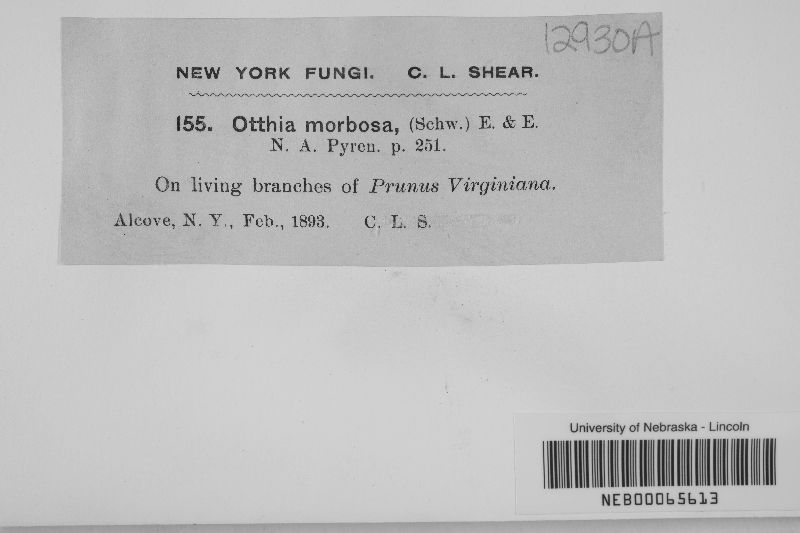 12930A
NEW YORK FUNGI. C. L. SHEAR.
155. Otthia morbosa, (Schw.) E. & E.
N. A. Pyren. p. 251.
On living branches of Prunus Virginiana.
Alcove, N. Y., Feb., 1893. C. L. S.
University of Nebraska - Lincoln
NEB00065613